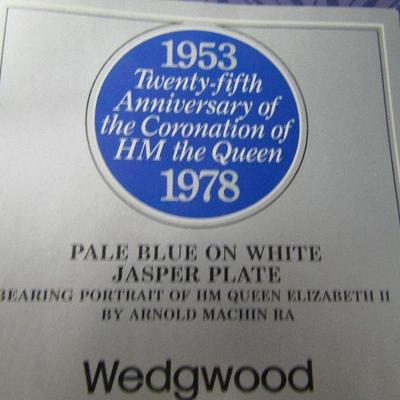 1953
Twenty-fifth
Anniversary of
the Coronation of
HM the Queen
1978
PALE BLUE ON WHITE
JASPER PLATE
BEARING PORTRAIT OF HM QUEEN ELIZABETH II
BY ARNOLD MACHIN RA
Wedgwood